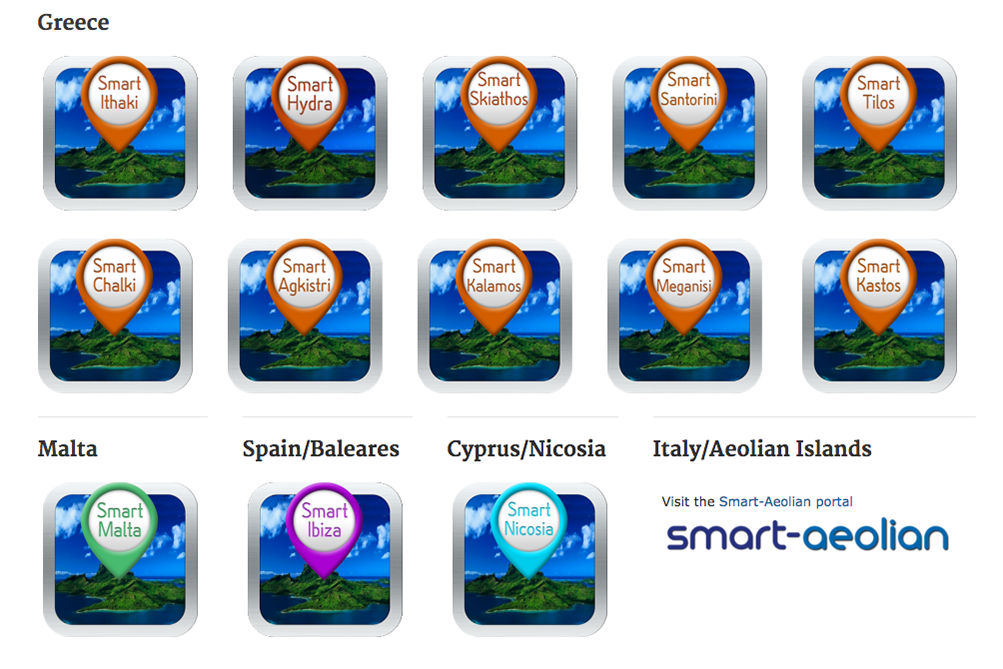 Greece
Smart
Ithaki
Smart
Hydra
Smart
Skiathos
Smart
Santorini
Smart
Tilos
Smart
Chalki
Smart
Agkistri
Smart
Kalamos
Smart
Meganisi
Smart
Kastos
Malta
Smart
Malta
Spain/Baleares
Smart
Ibiza
Cyprus/Nicosia
Smart
Nicosia
Italy/Aeolian Islands
Visit the Smart-Aeolian portal
smart-aeolian